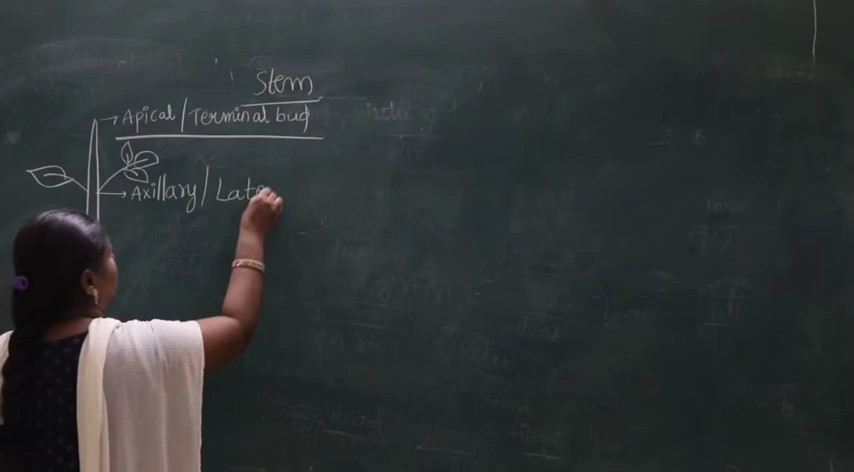 Stem
→ Apical / Terminal bud
→ Axillary / Late